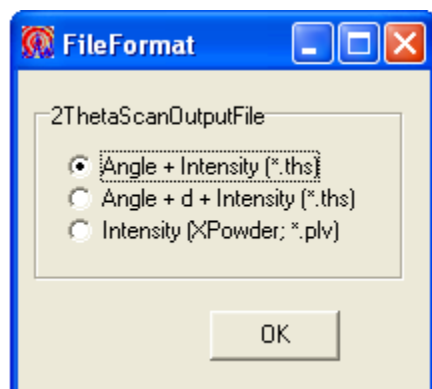 FileFormat
2ThetaScanOutputFile
Angle + Intensity (*.ths)
Angle + d + Intensity (*.ths)
Intensity (XPowder; *.plv)
OK